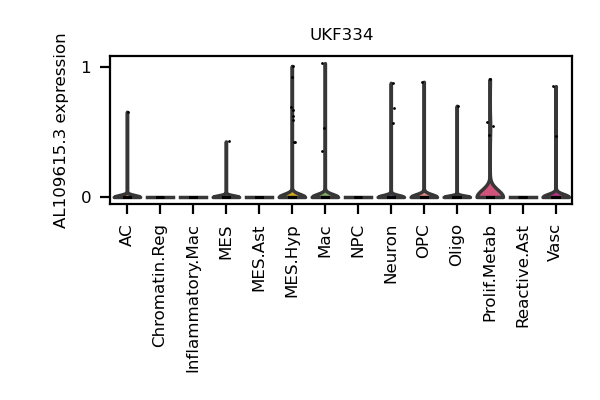 UKF334
AL109615.3 expression
1
0
AC
Chromatin.Reg
Inflammatory.Mac
MES
MES.Ast
MES.Hyp
Mac
NPC
Neuron
OPC
Oligo
Prolif.Metab
Reactive.Ast
Vasc